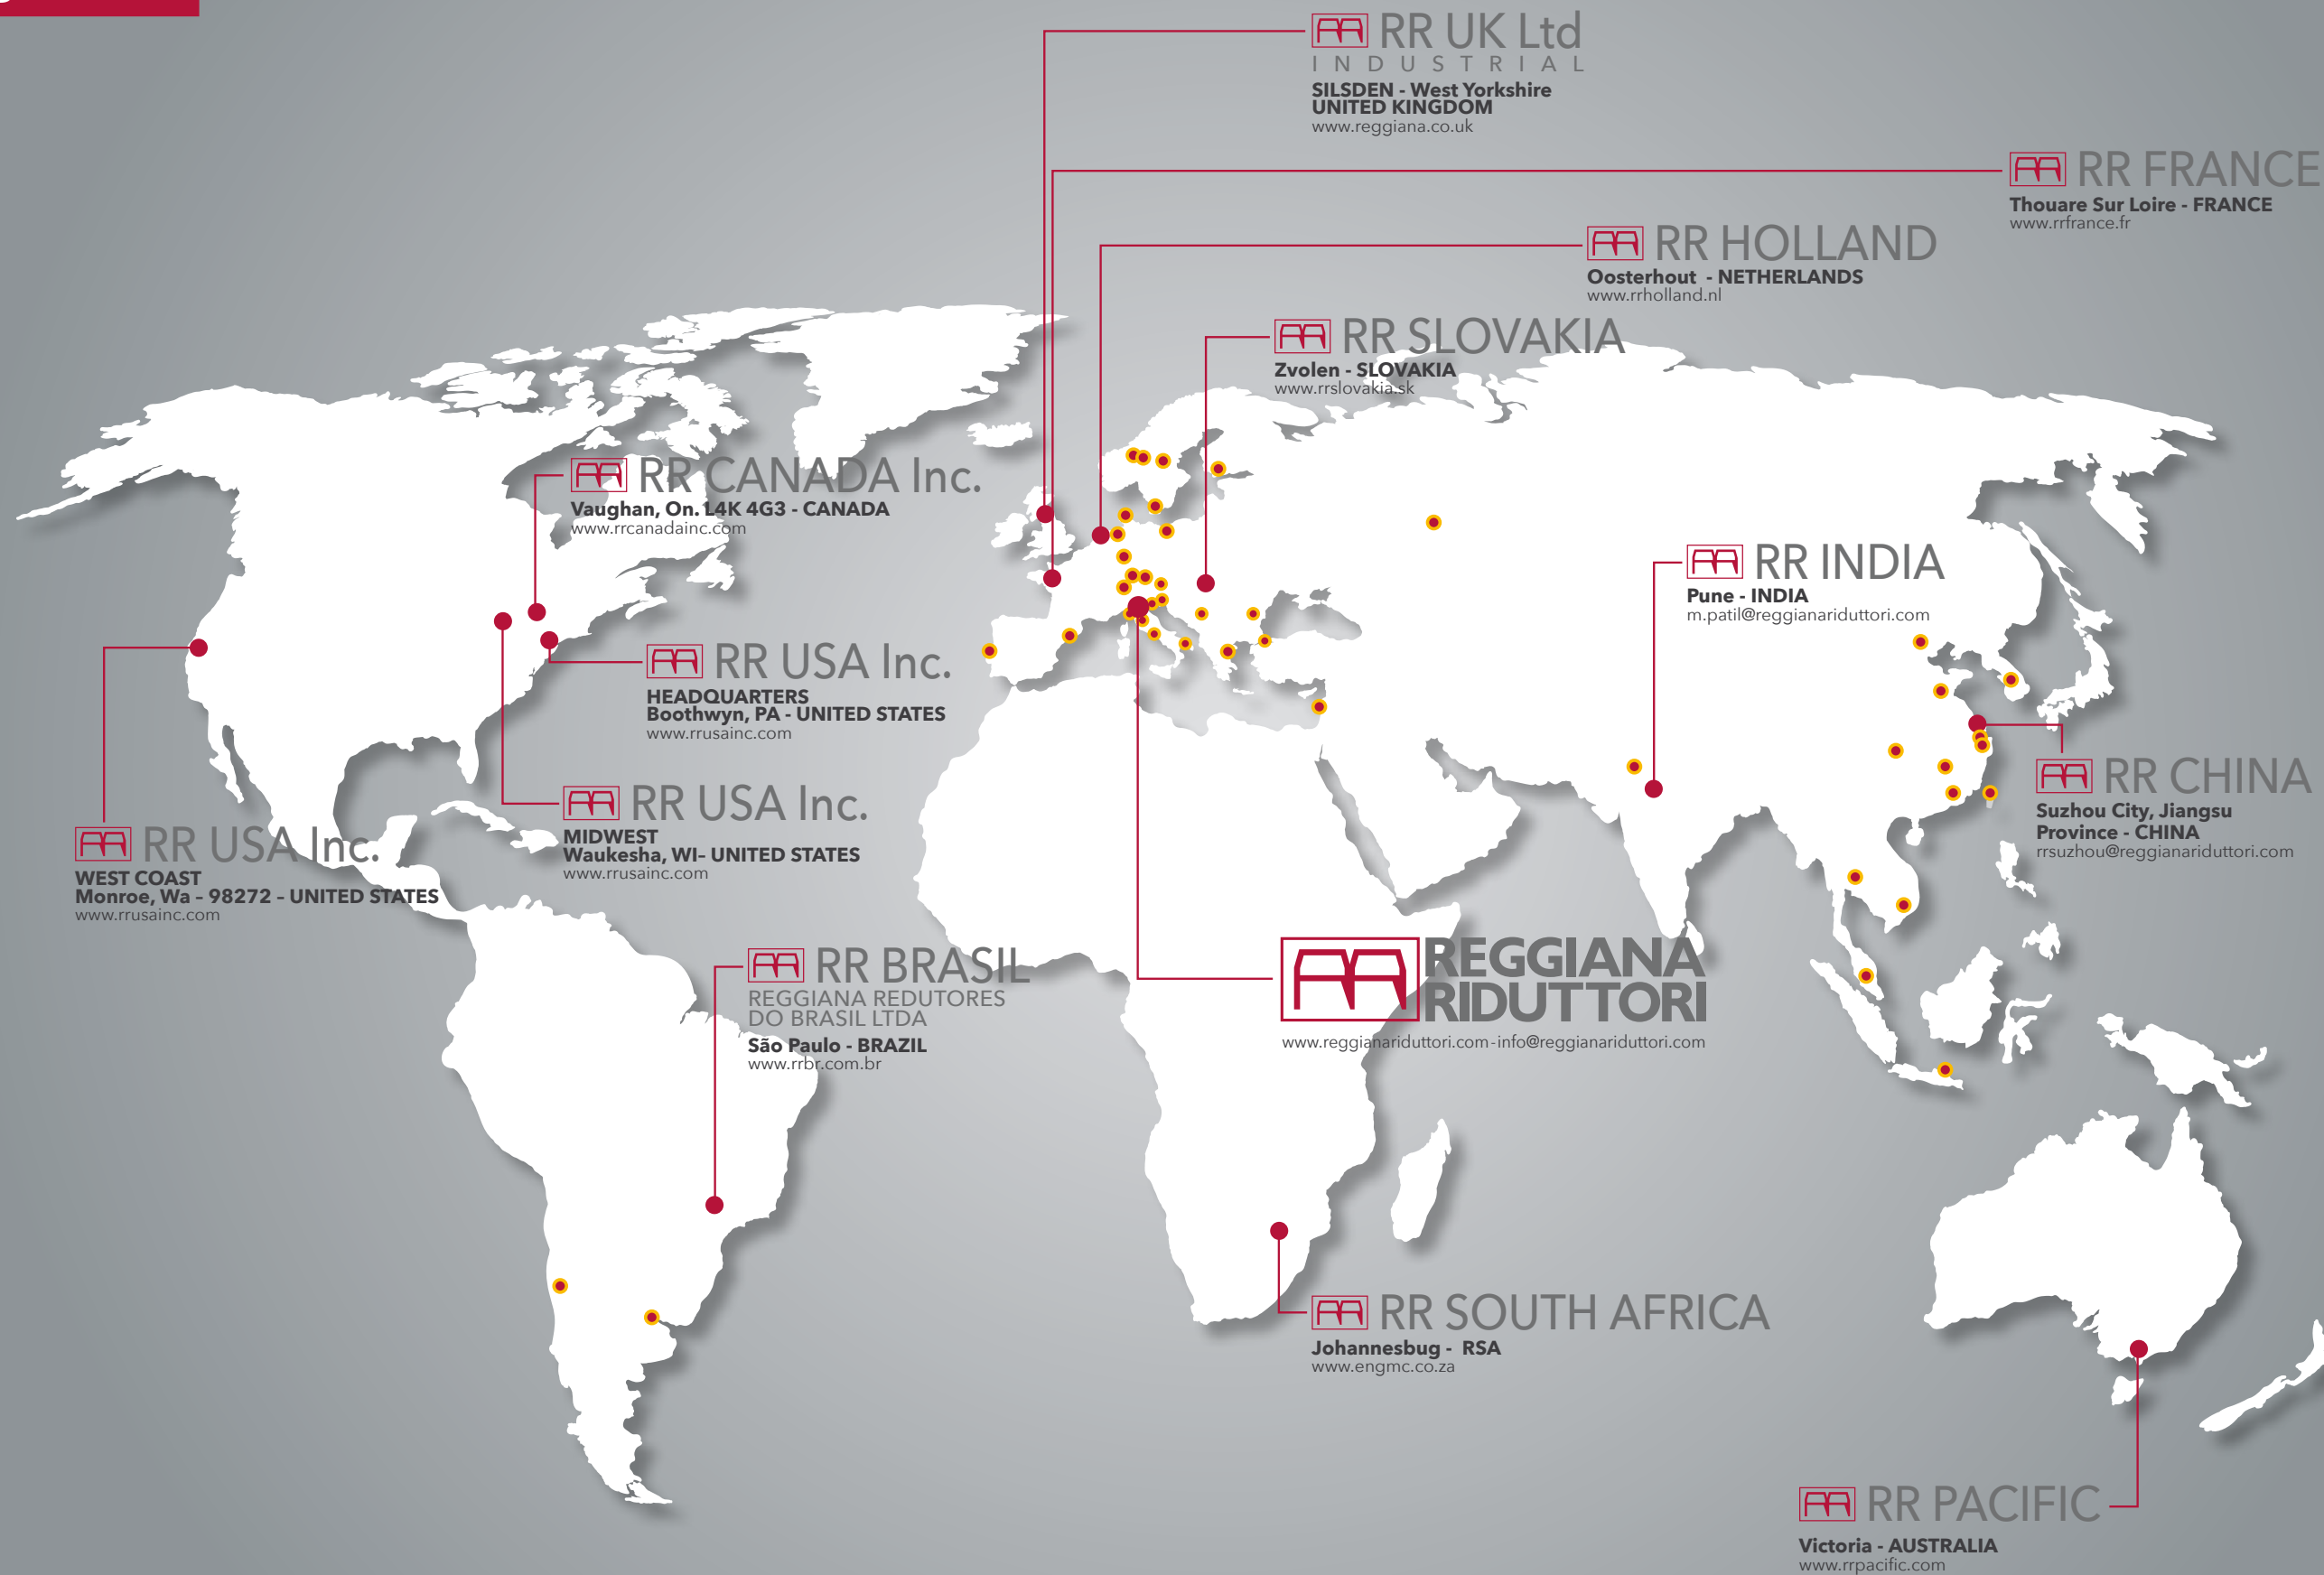 RR UK Ltd
INDUSTRIAL
SILSDEN - West Yorkshire
UNITED KINGDOM
www.reggiana.co.uk
RR FRANCE
Thouare Sur Loire - FRANCE
www.rrfrance.fr
RR HOLLAND
Oosterhout - NETHERLANDS
www.rrholland.nl
RR SLOVAKIA
Zvolen - SLOVAKIA
www.rrslovakia.sk
RR CANADA Inc.
Vaughan, On. L4K 4G3 - CANADA
www.rrcanadainc.com
RR INDIA
Pune - INDIA
m.patil@reggianariduttori.com
RR USA Inc.
HEADQUARTERS
Boothwyn, PA - UNITED STATES
www.rrusainc.com
RR USA Inc.
MIDWEST
Waukesha, WI– UNITED STATES
www.rrusainc.com
RR CHINA
Suzhou City, Jiangsu
Province - CHINA
rrsuzhou@reggianariduttori.com
RR USA Inc.
WEST COAST
Monroe, Wa – 98272 – UNITED STATES
www.rrusainc.com
RR BRASIL
REGGIANA REDUTORES
DO BRASIL LTDA
São Paulo - BRAZIL
www.rrbr.com.br
REGGIANA
RIDUTTORI
www.reggianariduttori.com-info@reggianariduttori.com
RR SOUTH AFRICA
Johannesbug - RSA
www.engmc.co.za
RR PACIFIC
Victoria - AUSTRALIA
www.rrpacific.com